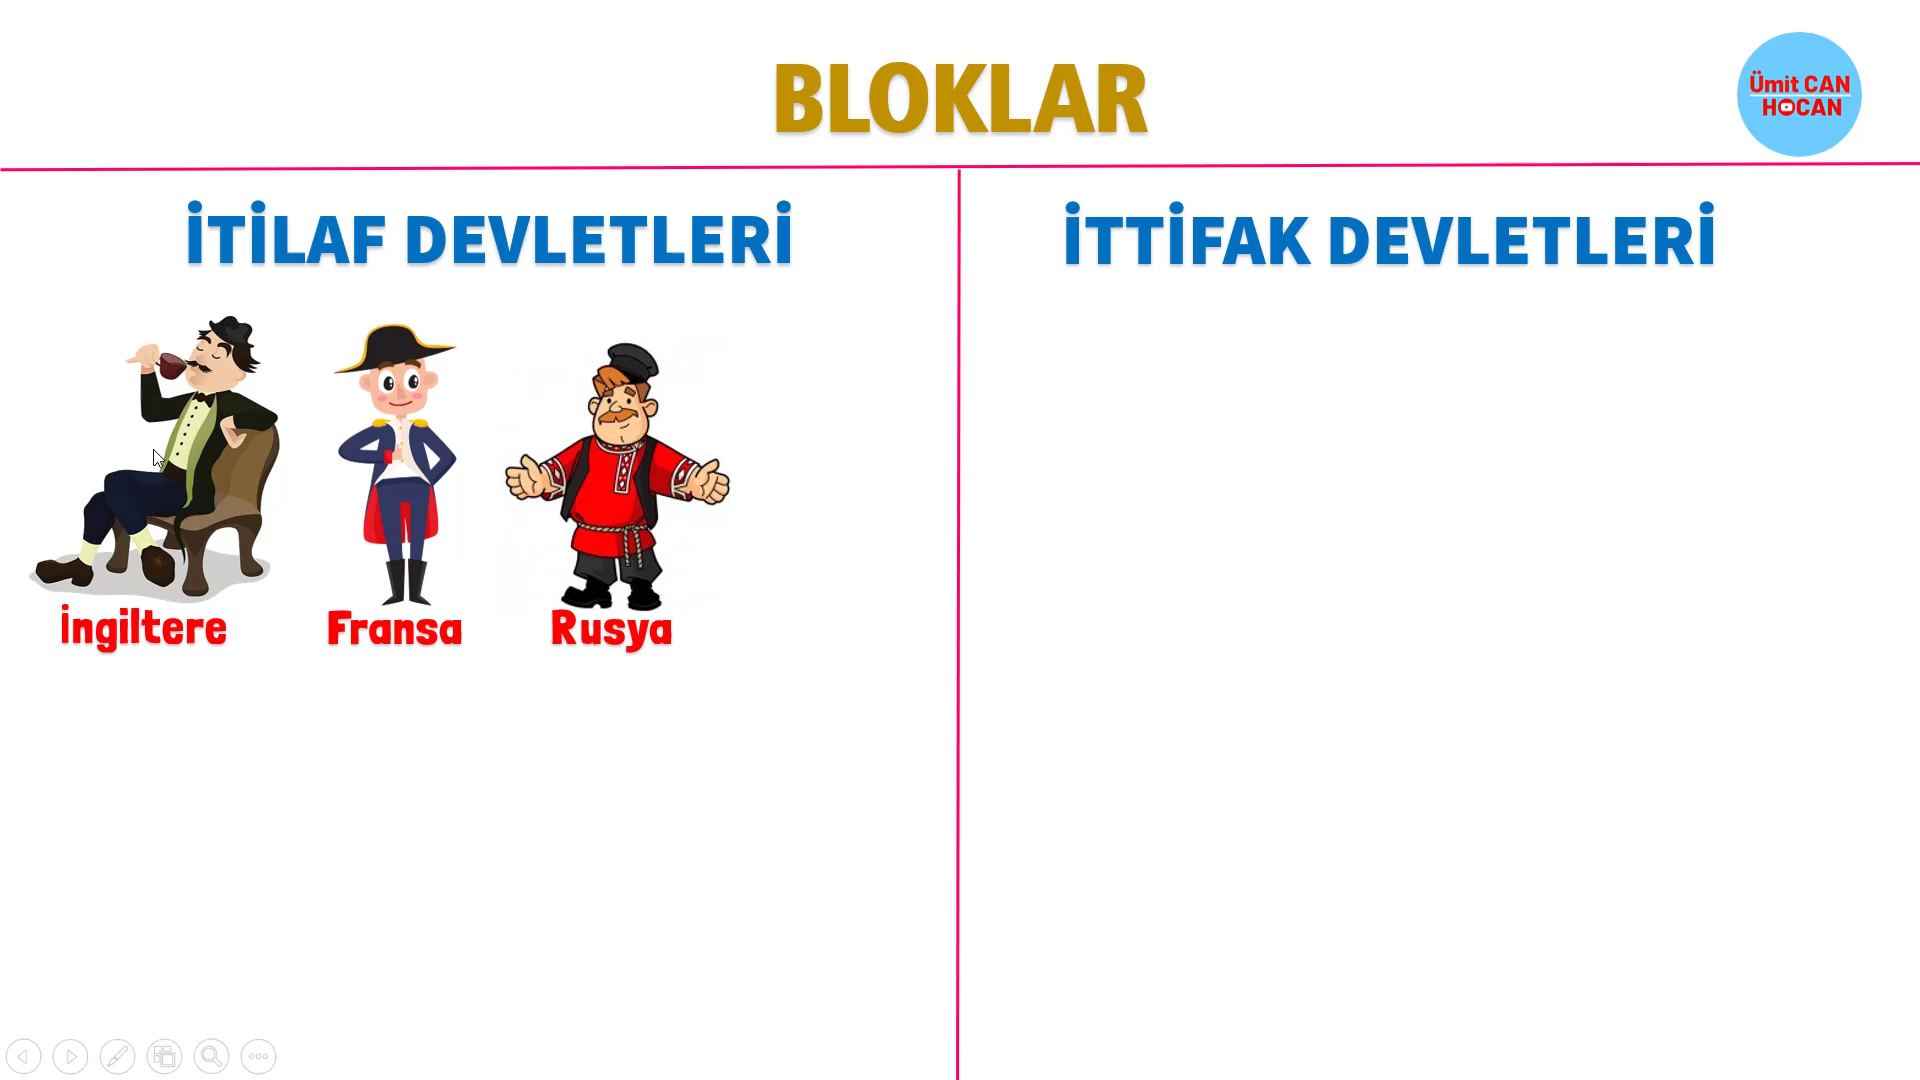 BLOKLAR
Ümit CAN
HOCAN
İTİLAF DEVLETLERİ
İTTİFAK DEVLETLERİ
İngiltere
Fransa
Rusya